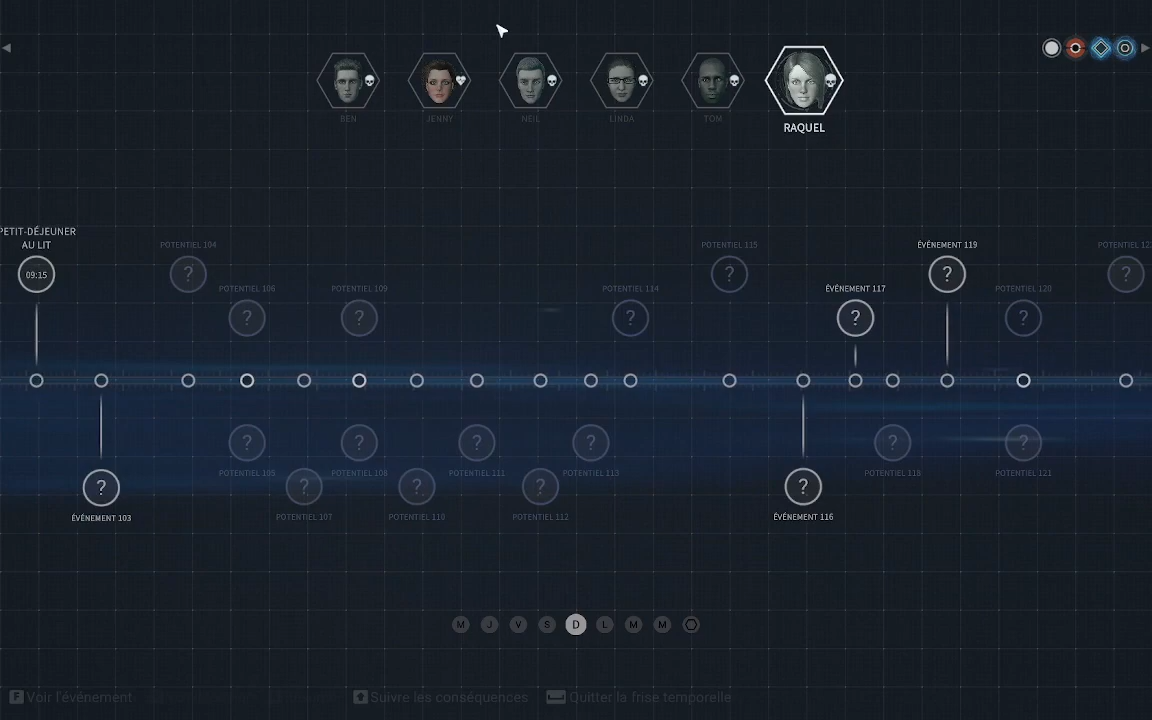 BEN
JENNY
NEIL
LINDA
TOM
RAQUEL
PETIT-DÉJEUNER
AU LIT
09:15
POTENTIEL 104
POTENTIEL 106
POTENTIEL 109
POTENTIEL 114
POTENTIEL 115
ÉVÉNEMENT 117
ÉVÉNEMENT 119
POTENTIEL 120
? ? ? ? ? ? ? ? ?
? ? ? ? ? ?
POTENTIEL 105
POTENTIEL 108
POTENTIEL 111
POTENTIEL 113
POTENTIEL 118
POTENTIEL 121
? ? ? ? ?
ÉVÉNEMENT 103
POTENTIEL 107
POTENTIEL 110
POTENTIEL 112
ÉVÉNEMENT 116
M J V S D L M M
F Voir l'événement
Suivre les conséquences
Quitter la frise temporelle